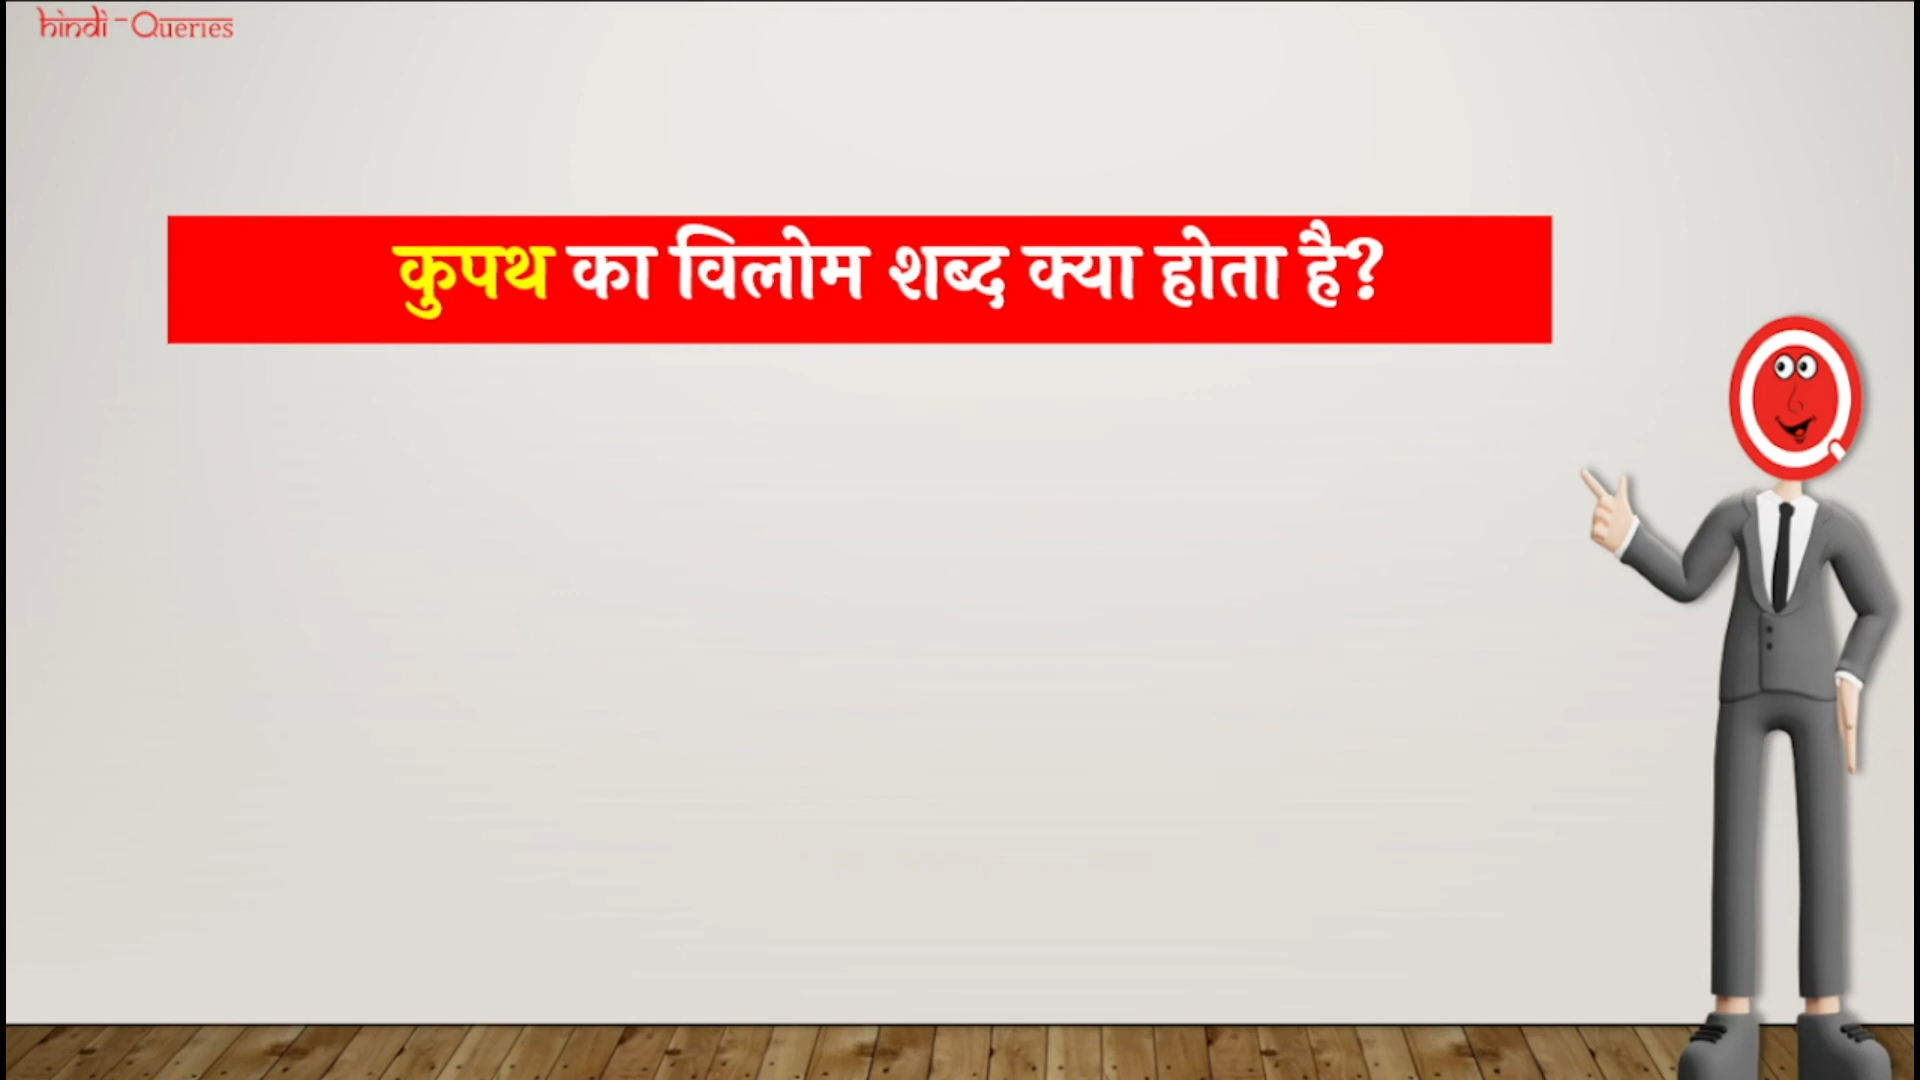 hindi-Queries
कुपथ का विलोम शब्द क्या होता है?